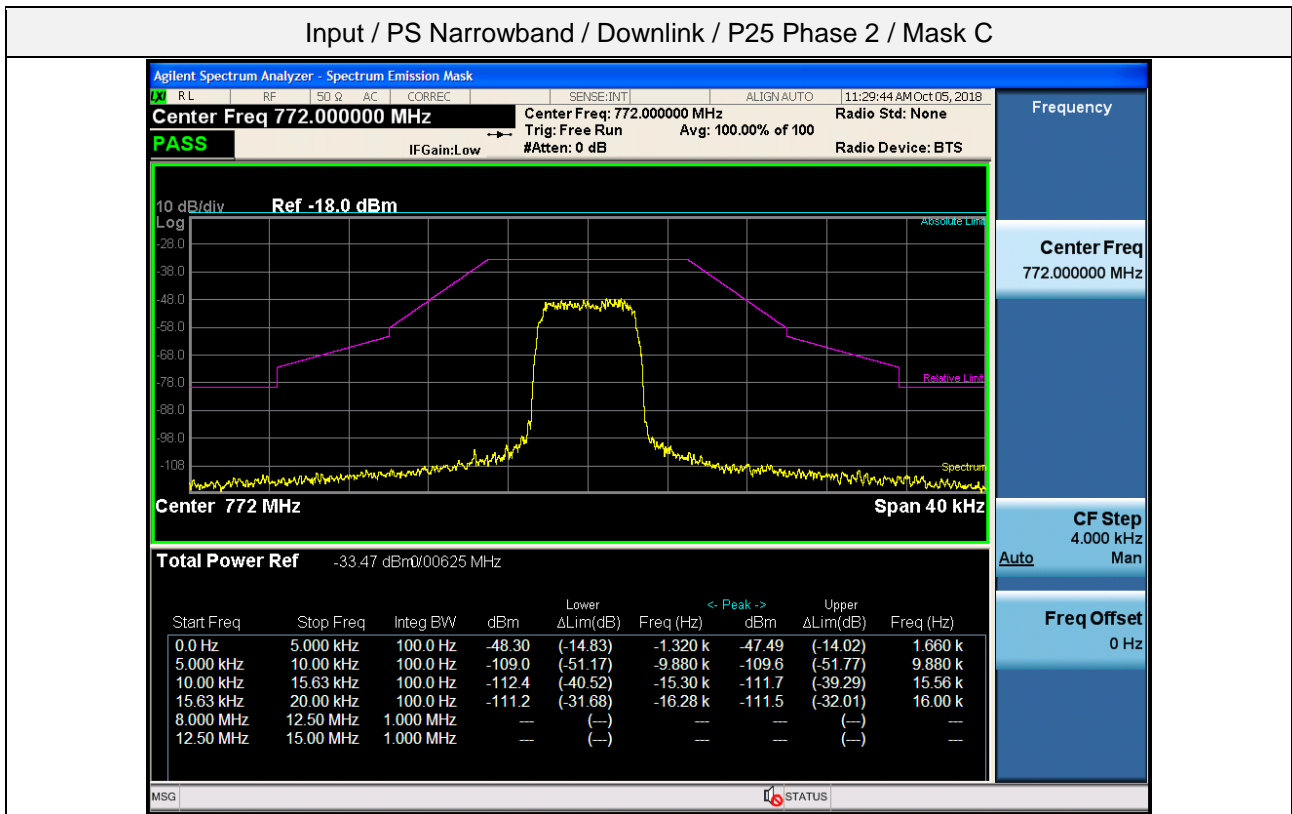 Input / PS Narrowband / Downlink / P25 Phase 2 / Mask C
Agilent Spectrum Analyzer - Spectrum Emission Mask
LXI RL RF 50 Ω AC CORREC SENSE:INT ALIGN AUTO 11:29:44 AM Oct 05, 2018
Center Freq 772.000000 MHz Center Freq: 772.000000 MHz Radio Std: None
Trig: Free Run Avg: 100.00% of 100
PASS IFGain:Low #Atten: 0 dB Radio Device: BTS
10 dB/div Ref -18.0 dBm
Log Absolute Limit
-28.0
-38.0
-48.0
-58.0
-68.0
-78.0 Relative Limit
-88.0
-98.0
-108 Spectrum
Center 772 MHz Span 40 kHz
Total Power Ref -33.47 dBm/0.00625 MHz
Lower <- Peak -> Upper
Start Freq Stop Freq Integ BW dBm ΔLim(dB) Freq (Hz) dBm ΔLim(dB) Freq (Hz)
0.0 Hz 5.000 kHz 100.0 Hz -48.30 (-14.83) -1.320 k -47.49 (-14.02) 1.660 k
5.000 kHz 10.00 kHz 100.0 Hz -109.0 (-51.17) -9.880 k -109.6 (-51.77) 9.880 k
10.00 kHz 15.63 kHz 100.0 Hz -112.4 (-40.52) -15.30 k -111.7 (-39.29) 15.56 k
15.63 kHz 20.00 kHz 100.0 Hz -111.2 (-31.68) -16.28 k -111.5 (-32.01) 16.00 k
8.000 MHz 12.50 MHz 1.000 MHz --- (---) --- --- (---) ---
12.50 MHz 15.00 MHz 1.000 MHz --- (---) --- --- (---) ---
MSG STATUS
Frequency
Center Freq
772.000000 MHz
CF Step
4.000 kHz
Auto Man
Freq Offset
0 Hz